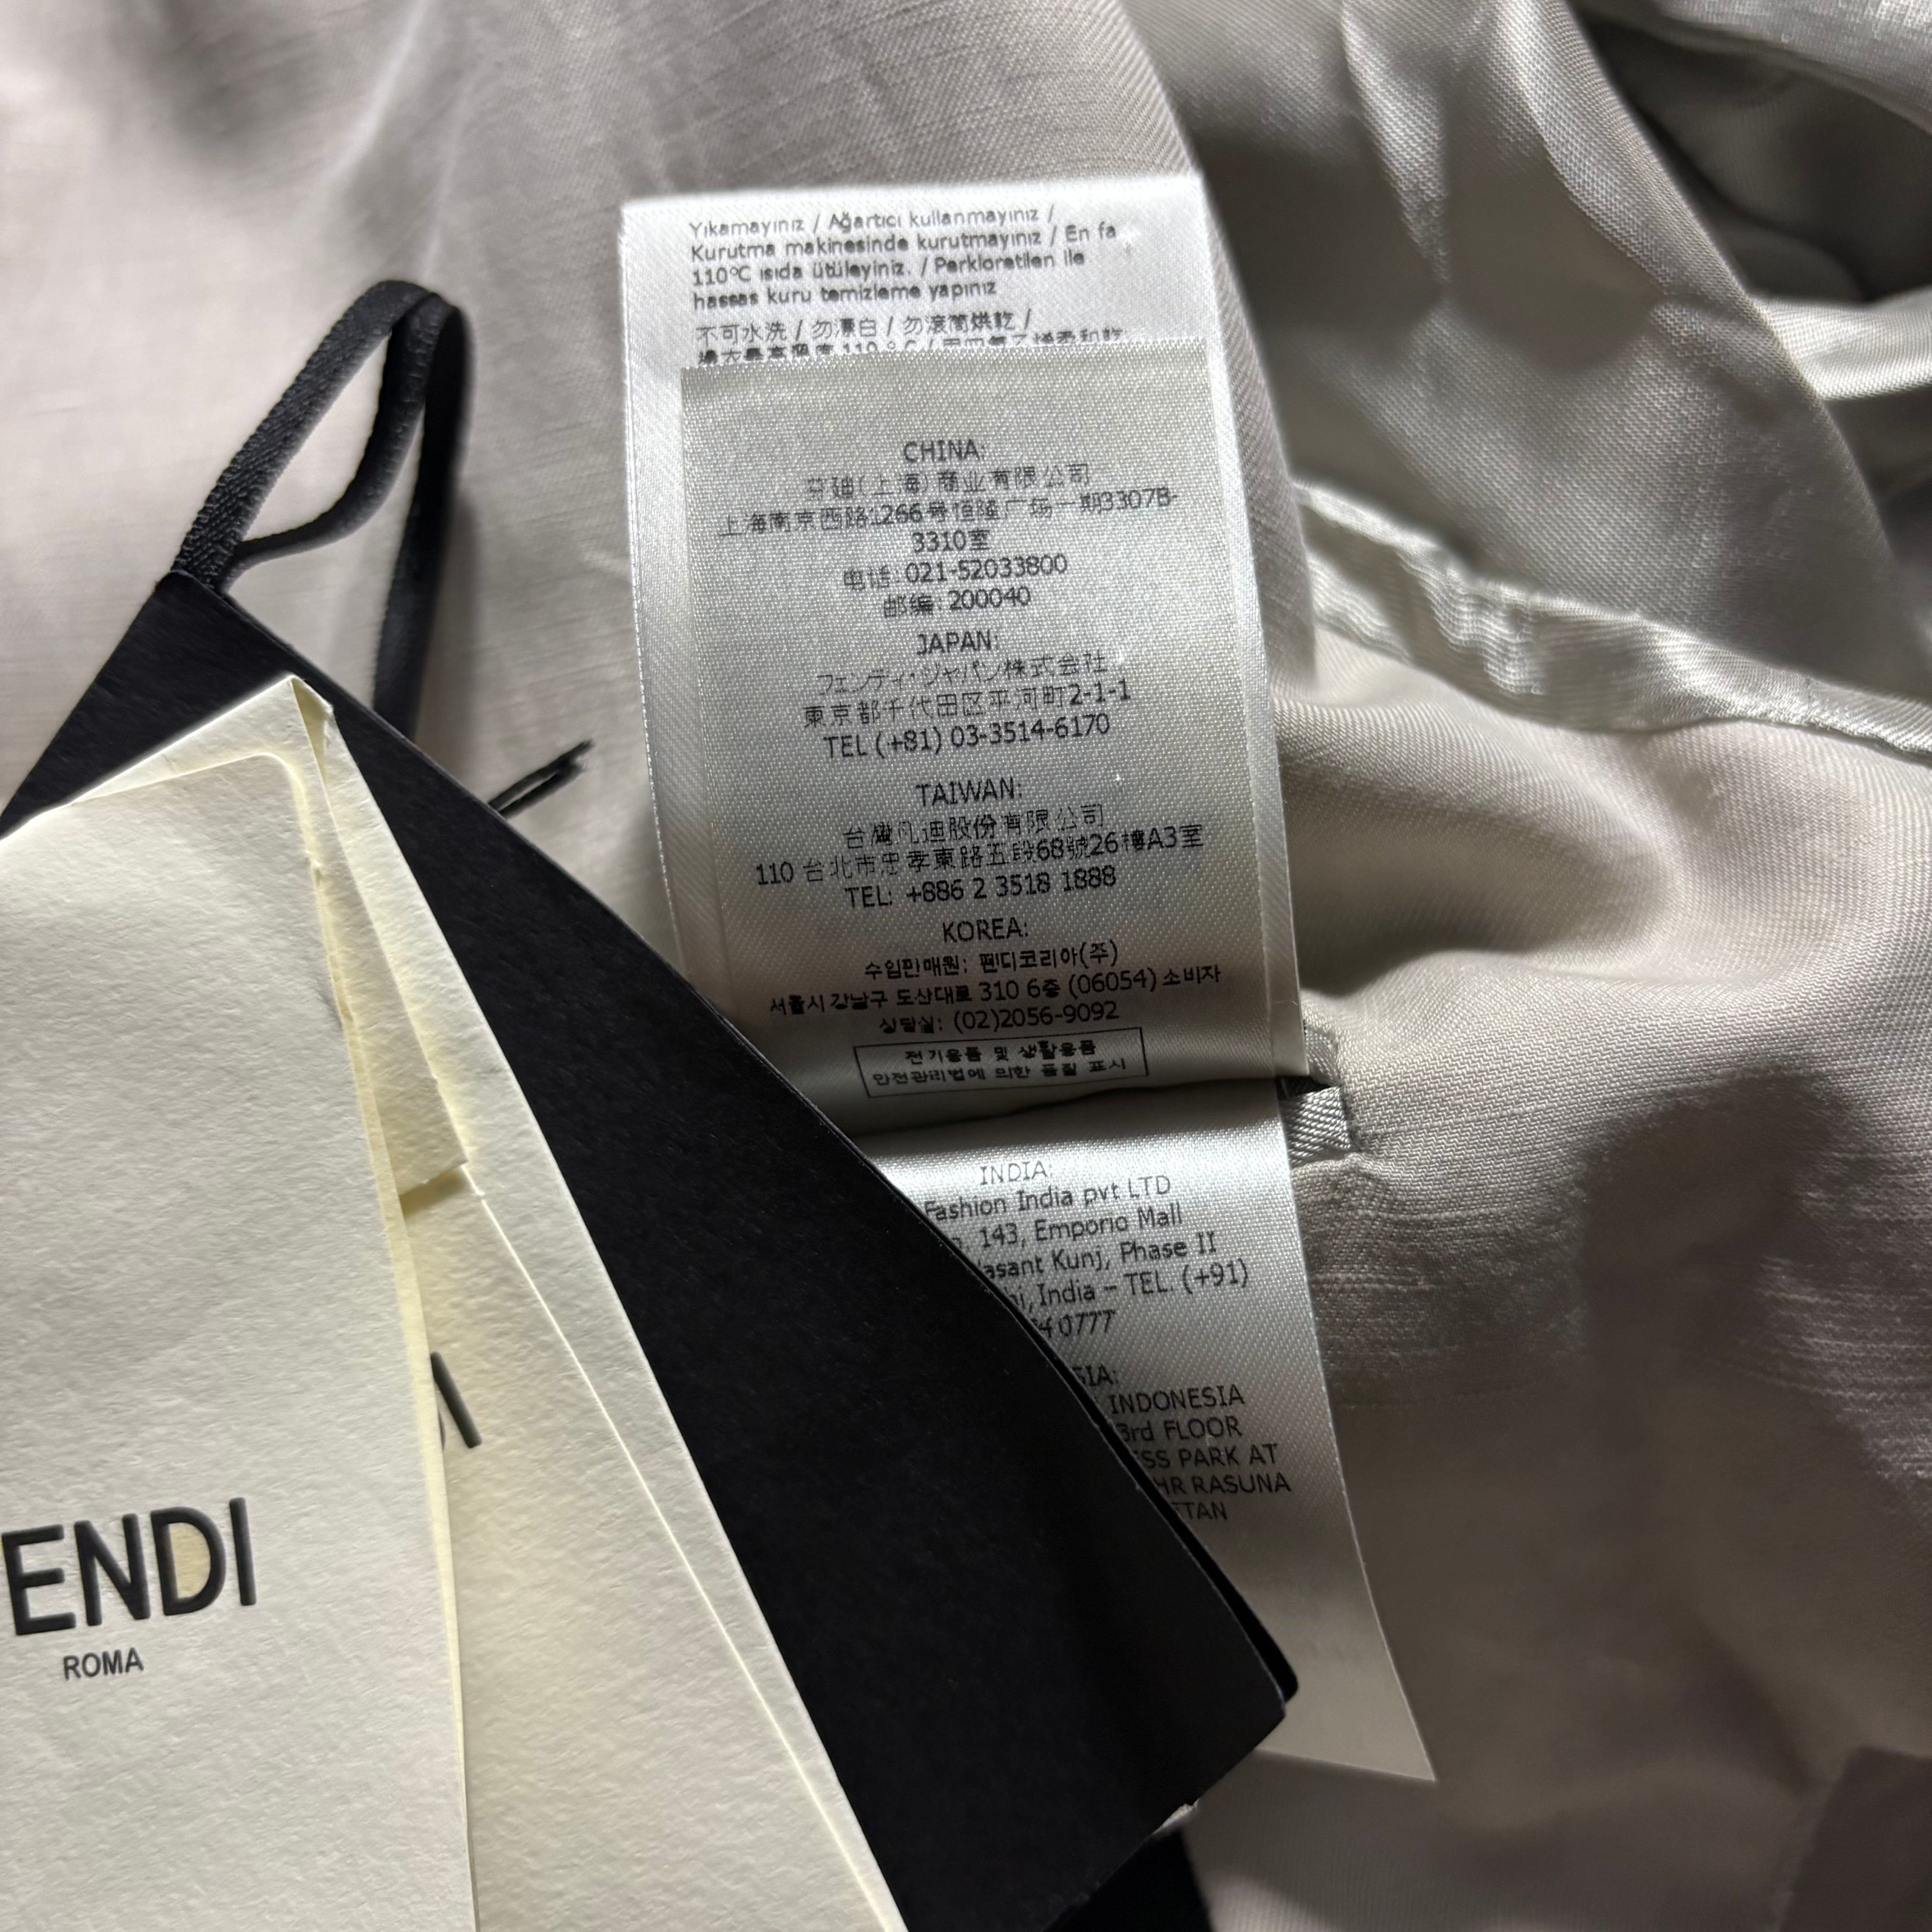 Yıkamayınız / Ağartıcı kullanmayınız /
Kurutma makinesinde kurutmayınız / En fa
110°C ısıda ütüleyiniz. / Perkloretilen ile
hassas kuru temizleme yapınız
不可水洗 / 勿漂白 / 勿滚筒烘乾 /
CHINA:
芬迪(上海)商业有限公司
上海南京西路1266号恒隆广场一期3307B-
3310室
电话: 021-52033800
邮编: 200040
JAPAN:
フェンディ・ジャパン株式会社
東京都千代田区平河町2-1-1
TEL (+81) 03-3514-6170
TAIWAN:
台灣凡迪股份有限公司
110 台北市忠孝東路五段68號26樓A3室
TEL: +886 2 3518 1888
KOREA:
수입판매원: 펜디코리아(주)
서울시 강남구 도산대로 310 6층 (06054) 소비자
상담실: (02)2056-9092
전기용품 및 생활용품
안전관리법에 의한 품질 표시
INDIA:
Fashion India pvt LTD
143, Emporio Mall
Vasant Kunj, Phase II
India - TEL. (+91)
0777
SIA:
INDONESIA
3rd FLOOR
ESS PARK AT
HR RASUNA
ETAN
DI
ENDI
ROMA